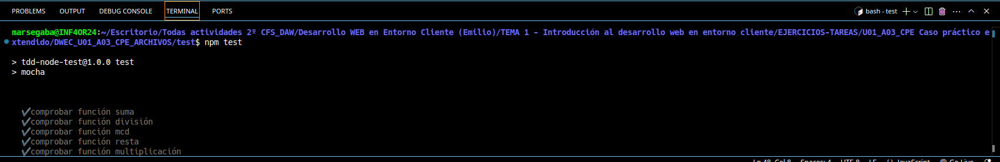 PROBLEMS OUTPUT DEBUG CONSOLE TERMINAL PORTS bash - test
marsegaba@INF4OR24:~/Escritorio/Todas actividades 2º CFS_DAW/Desarrollo WEB en Entorno Cliente (Emilio)/TEMA 1 - Introducción al desarrollo web en entorno cliente/EJERCICIOS-TAREAS/U01_A03_CPE Caso práctico e
xtendido/DWEC_U01_A03_CPE_ARCHIVOS/test$ npm test
> tdd-node-test@1.0.0 test
> mocha
✔comprobar función suma
✔comprobar función división
✔comprobar función mcd
✔comprobar función resta
✔comprobar función multiplicación
Ln 48, Col 8 Spaces: 4 UTF-8 LF {} JavaScript Go Live